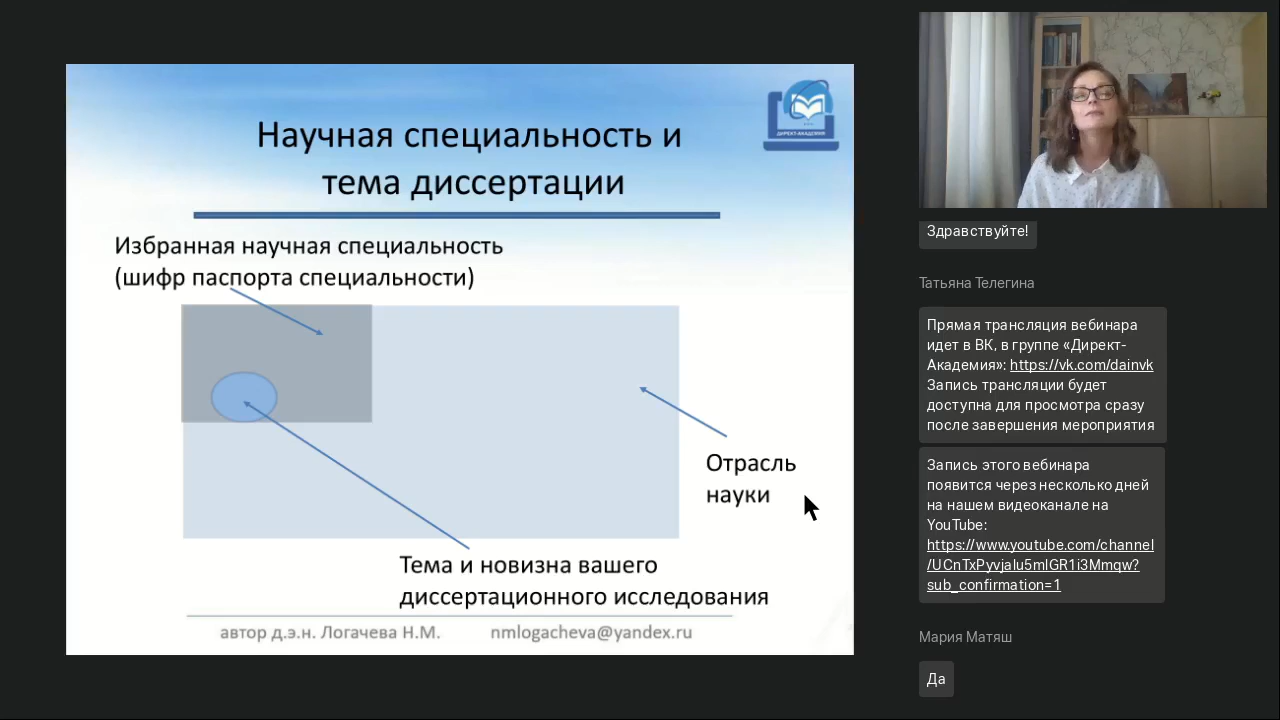 Научная специальность и
тема диссертации
ДИРЕКТ-АКАДЕМИЯ
Избранная научная специальность
(шифр паспорта специальности)
Отрасль
науки
Тема и новизна вашего
диссертационного исследования
автор д.э.н. Логачева Н.М. nmlogacheva@yandex.ru
Здравствуйте!
Татьяна Телегина
Прямая трансляция вебинара
идет в ВК, в группе «Директ-
Академия»: https://vk.com/dainvk
Запись трансляции будет
доступна для просмотра сразу
после завершения мероприятия
Запись этого вебинара
появится через несколько дней
на нашем видеоканале на
YouTube:
https://www.youtube.com/channel
/UCnTxPyvjalu5mIGR1i3Mmqw?
sub_confirmation=1
Мария Матяш
Да